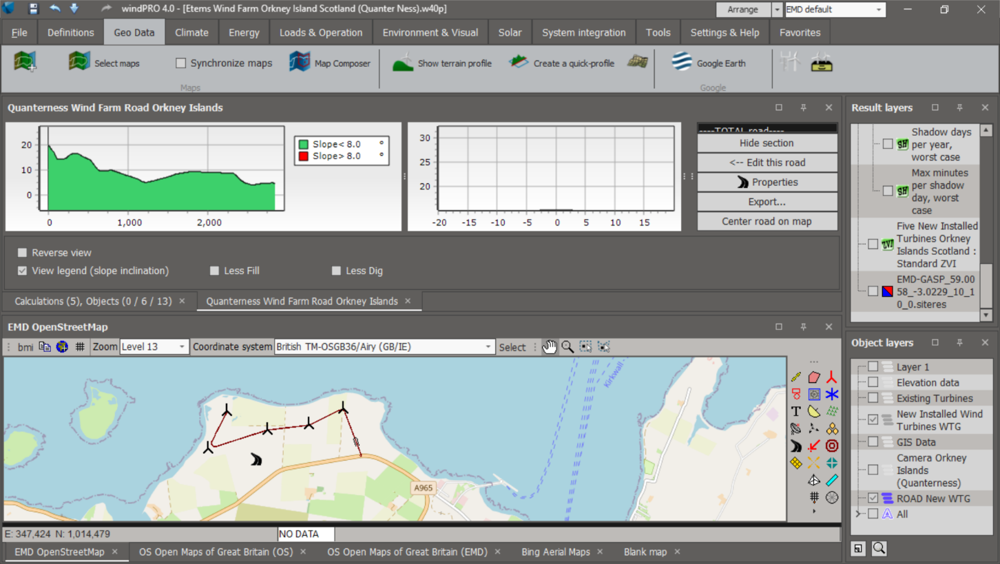 windPRO 4.0 - [Etems Wind Farm Orkney Island Scotland (Quanter Ness).w40p]
Arrange
EMD default
File Definitions Geo Data Climate Energy Loads & Operation Environment & Visual Solar System integration Tools Settings & Help Favorites
Select maps
Synchronize maps
Map Composer
Show terrain profile
Create a quick-profile
Google Earth
Maps
Google
Quanterness Wind Farm Road Orkney Islands
20
10
0
0 1,000 2,000
Slope< 8.0 °
Slope> 8.0 °
30
25
20
-20 -15 -10 -5 0 5 10 15
----TOTAL road----
Hide section
<-- Edit this road
Properties
Export...
Center road on map
Reverse view
View legend (slope inclination)
Less Fill
Less Dig
Calculations (5), Objects (0 / 6 / 13)
Quanterness Wind Farm Road Orkney Islands
EMD OpenStreetMap
bmi
Zoom Level 13
Coordinate system British TM-OSGB36/Airy (GB/IE)
Select
Kirkwall
A965
E: 347,424 N: 1,014,479
NO DATA
EMD OpenStreetMap
OS Open Maps of Great Britain (OS)
OS Open Maps of Great Britain (EMD)
Bing Aerial Maps
Blank map
Result layers
SH
Shadow days
per year,
worst case
SH
Max minutes
per shadow
day, worst
case
ZVI
Five New Installed
Turbines Orkney
Islands Scotland :
Standard ZVI
EMD-GASP_59.00
58_-3.0229_10_1
0_0.siteres
Object layers
Layer 1
Elevation data
Existing Turbines
New Installed Wind
Turbines WTG
GIS Data
Camera Orkney
Islands
(Quanterness)
ROAD New WTG
All